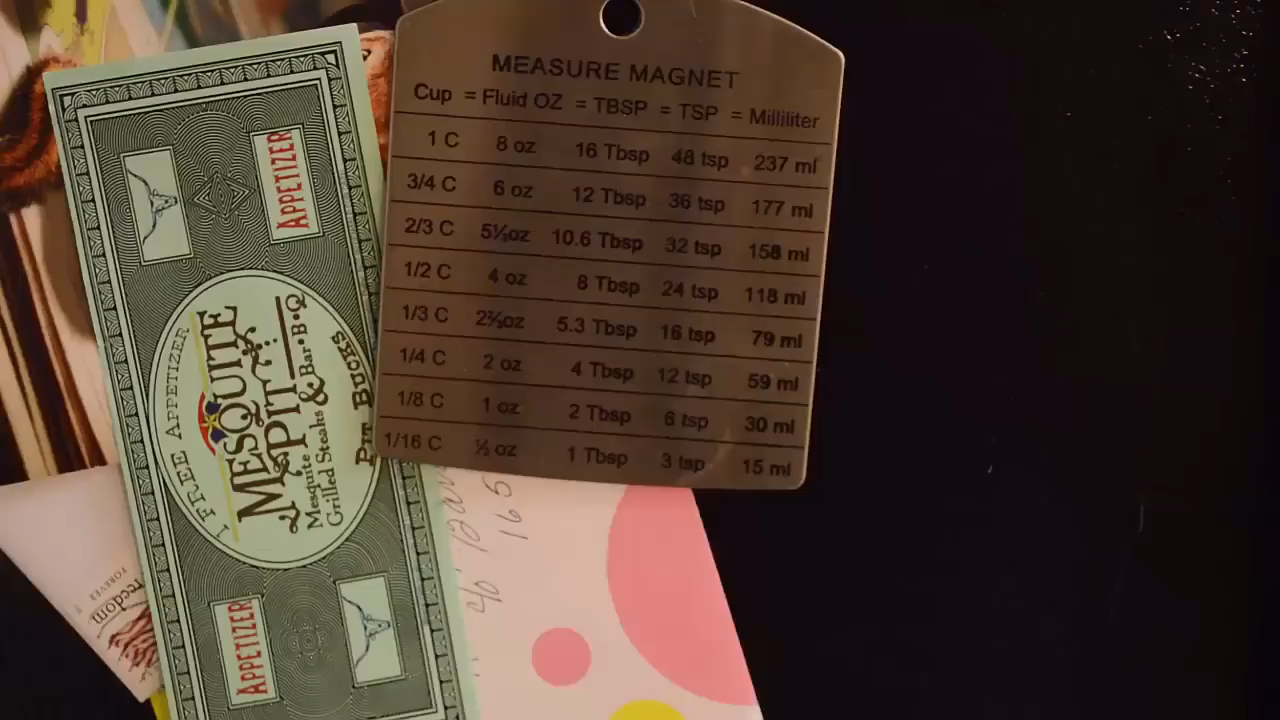 MEASURE MAGNET
Cup = Fluid OZ = TBSP = TSP = Milliliter
1 C 8 oz 16 Tbsp 48 tsp 237 ml
3/4 C 6 oz 12 Tbsp 36 tsp 177 ml
2/3 C 5⅓oz 10.6 Tbsp 32 tsp 158 ml
1/2 C 4 oz 8 Tbsp 24 tsp 118 ml
1/3 C 2⅔oz 5.3 Tbsp 16 tsp 79 ml
1/4 C 2 oz 4 Tbsp 12 tsp 59 ml
1/8 C 1 oz 2 Tbsp 6 tsp 30 ml
1/16 C ½ oz 1 Tbsp 3 tsp 15 ml
APPETIZER
1 FREE APPETIZER
MESQUITE
PIT
Mesquite & Bar•B•Q
Grilled Steaks
PIT BUCKS
APPETIZER
165
FOREVER
reedom